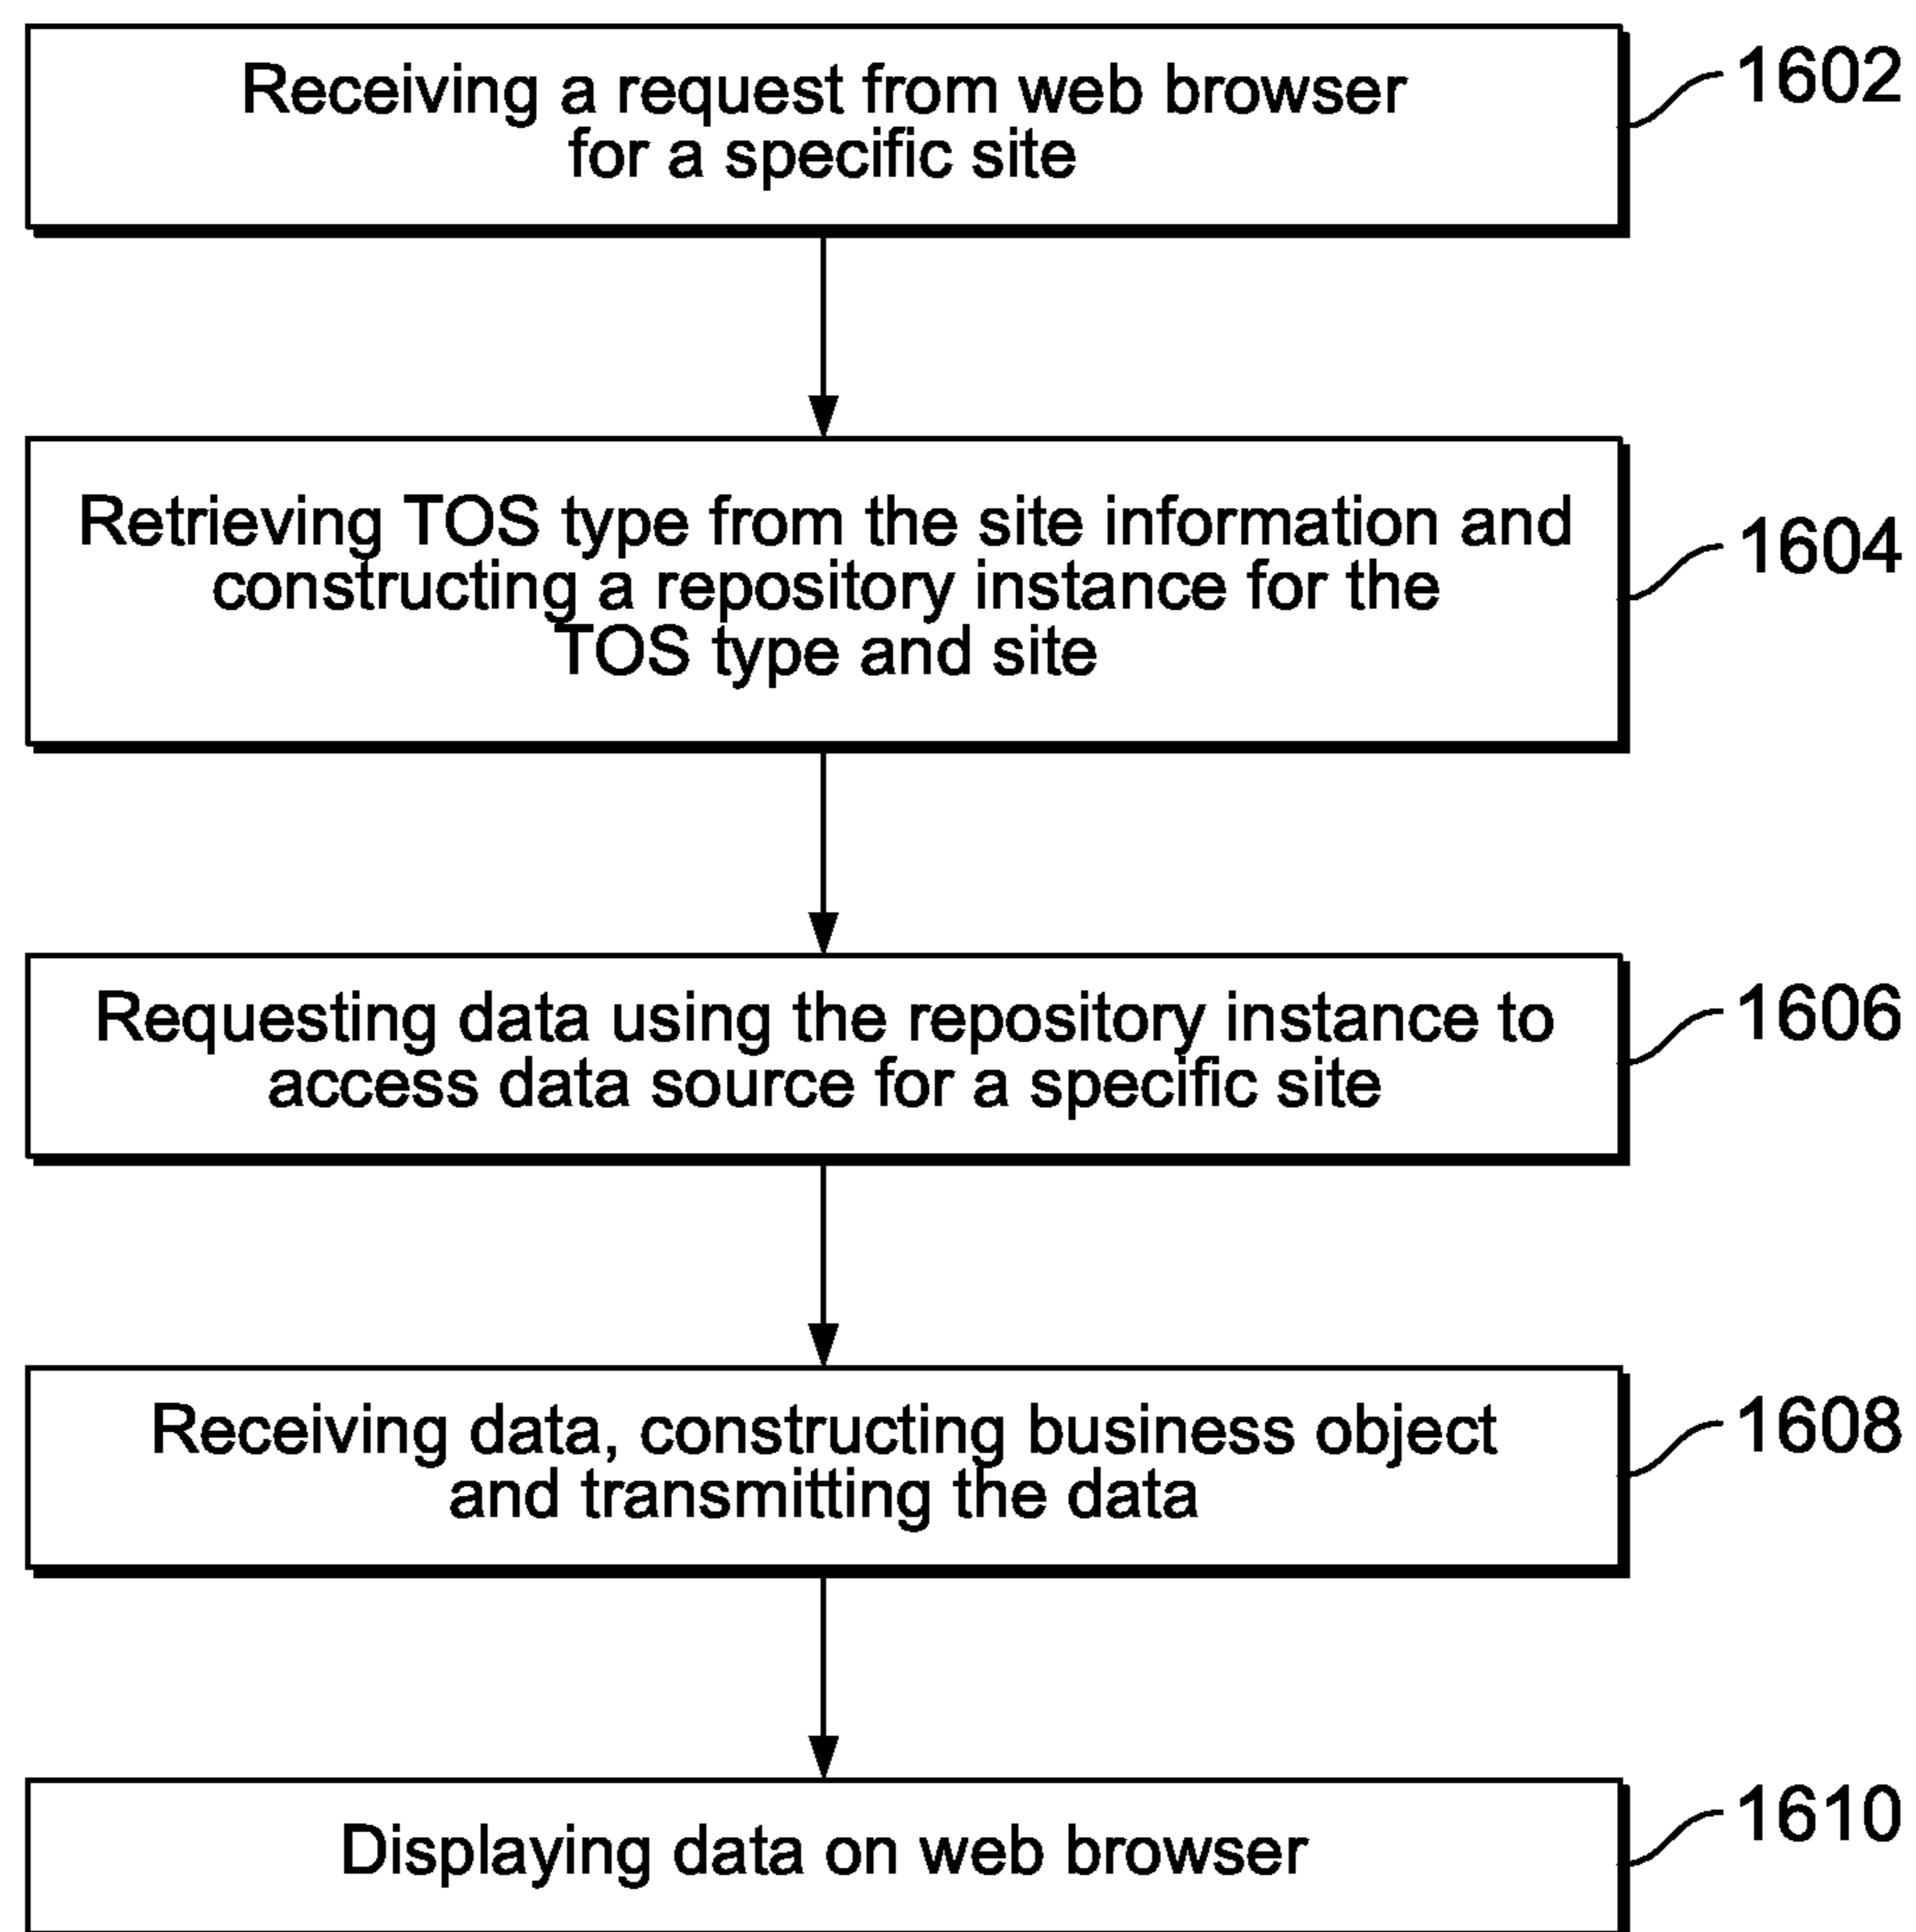 Receiving a request from web browser
for a specific site
1602
Retrieving TOS type from the site information and
constructing a repository instance for the
TOS type and site
1604
Requesting data using the repository instance to
access data source for a specific site
1606
Receiving data, constructing business object
and transmitting the data
1608
Displaying data on web browser
1610